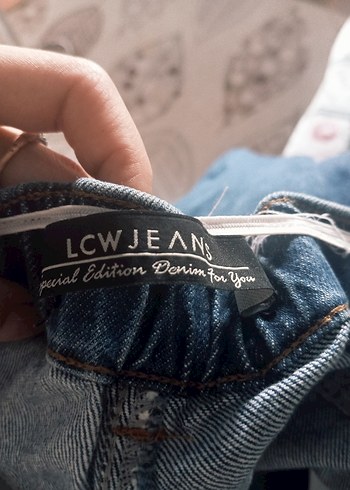 LCWJEANS
Special Edition Denim For You